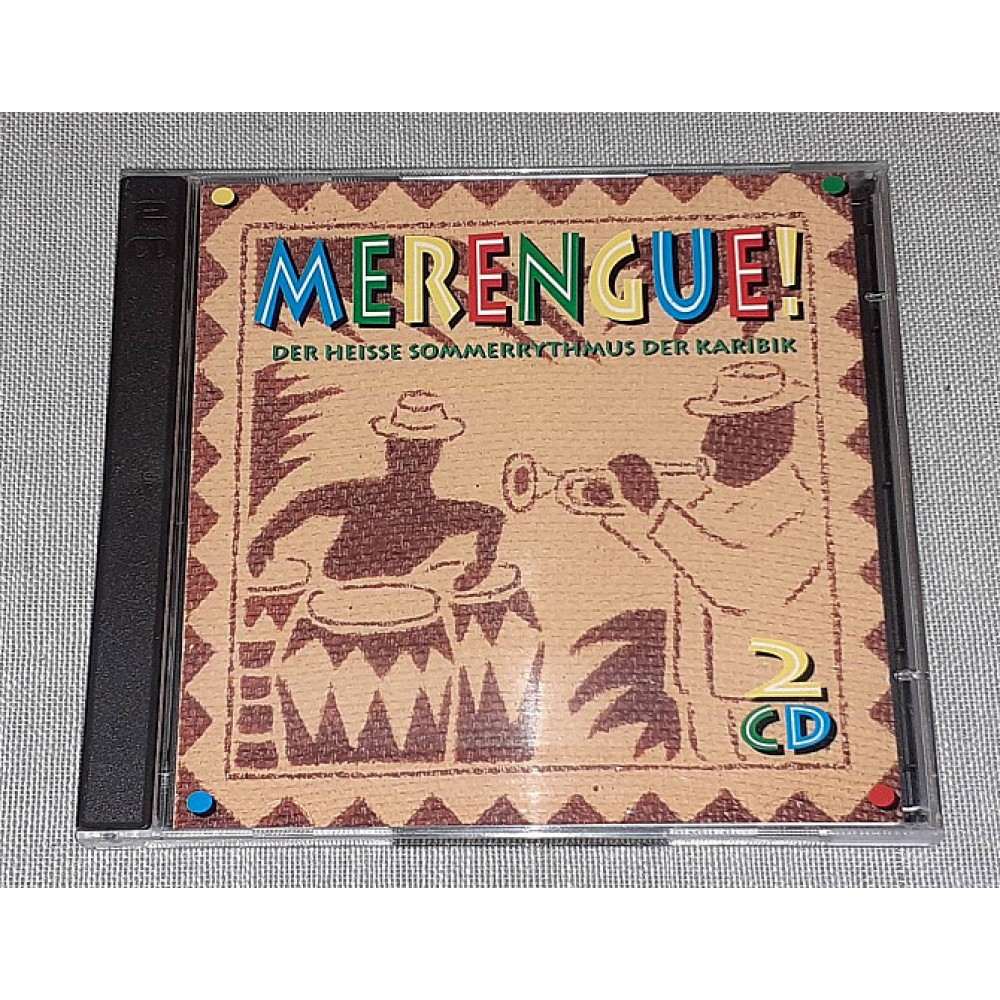 MERENGUE!
DER HEISSE SOMMERRYTHMUS DER KARIBIK
2
CD